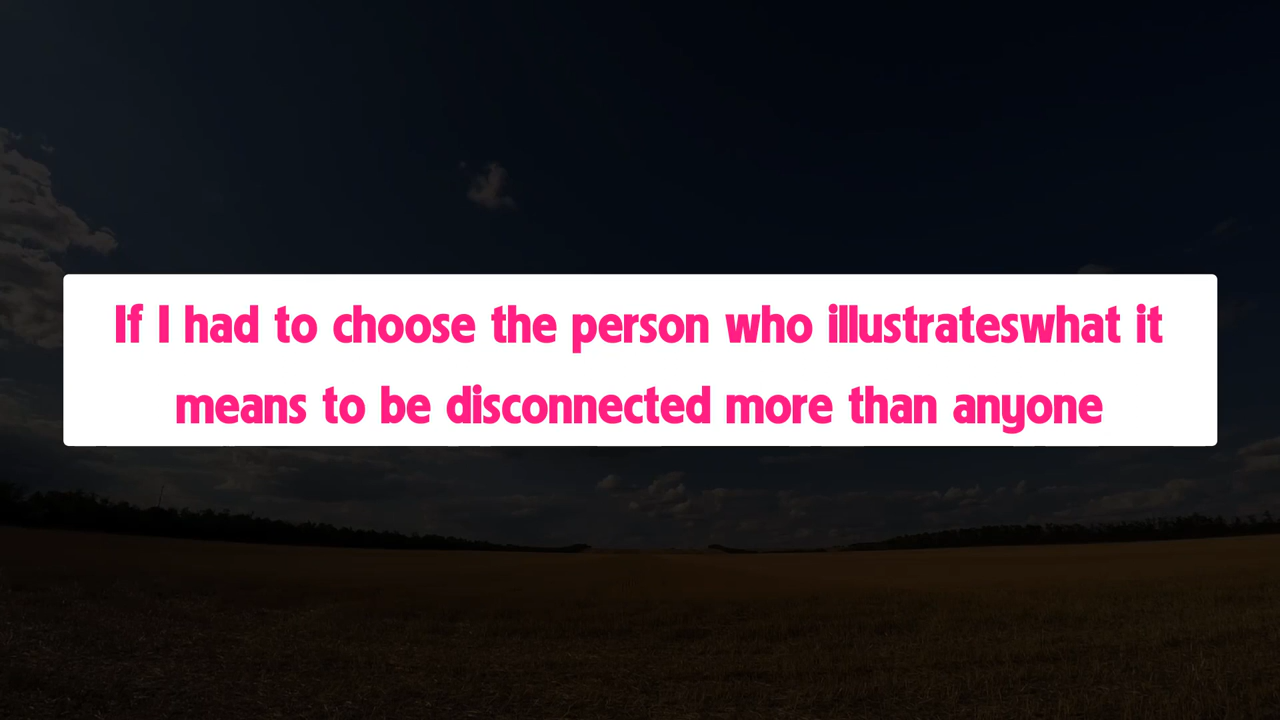 If I had to choose the person who illustrateswhat it
means to be disconnected more than anyone